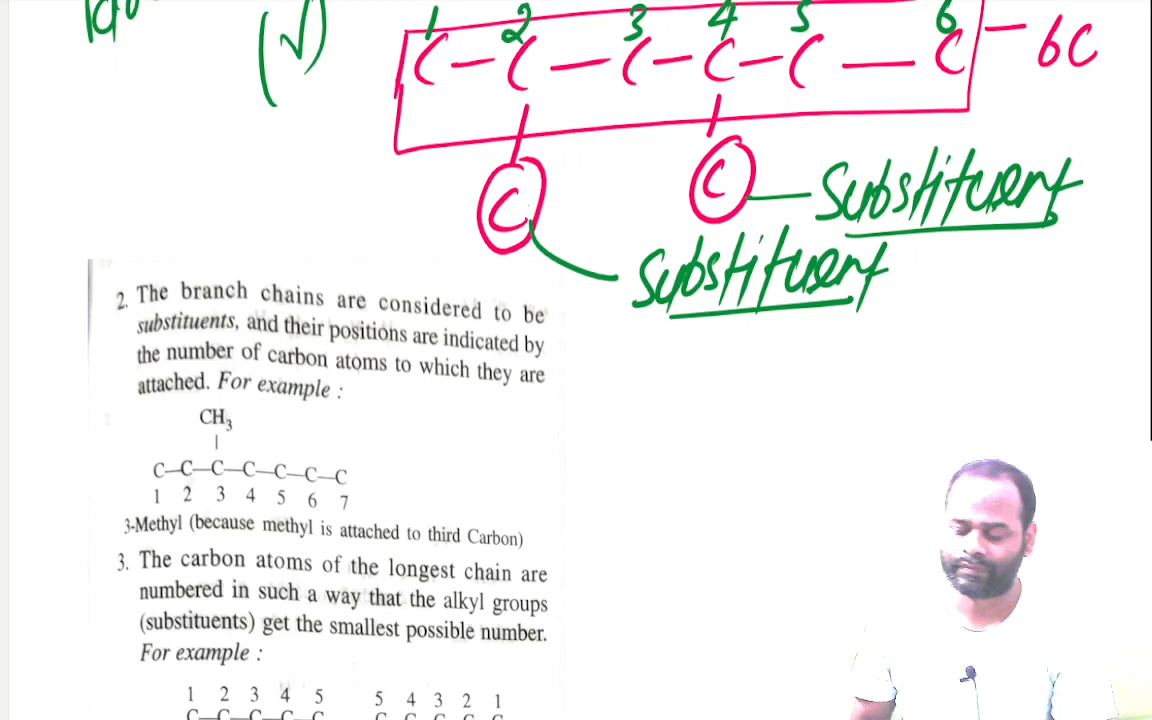 1 2 3 4 5 6
C – C – C – C – C – C – 6C
(√)
C C – Substituent
Substituent
2. The branch chains are considered to be
substituents, and their positions are indicated by
the number of carbon atoms to which they are
attached. For example :
CH3
|
C–C–C–C–C–C–C
1 2 3 4 5 6 7
3-Methyl (because methyl is attached to third Carbon)
3. The carbon atoms of the longest chain are
numbered in such a way that the alkyl groups
(substituents) get the smallest possible number.
For example :
1 2 3 4 5 5 4 3 2 1
C–C–C–C–C C C C C C